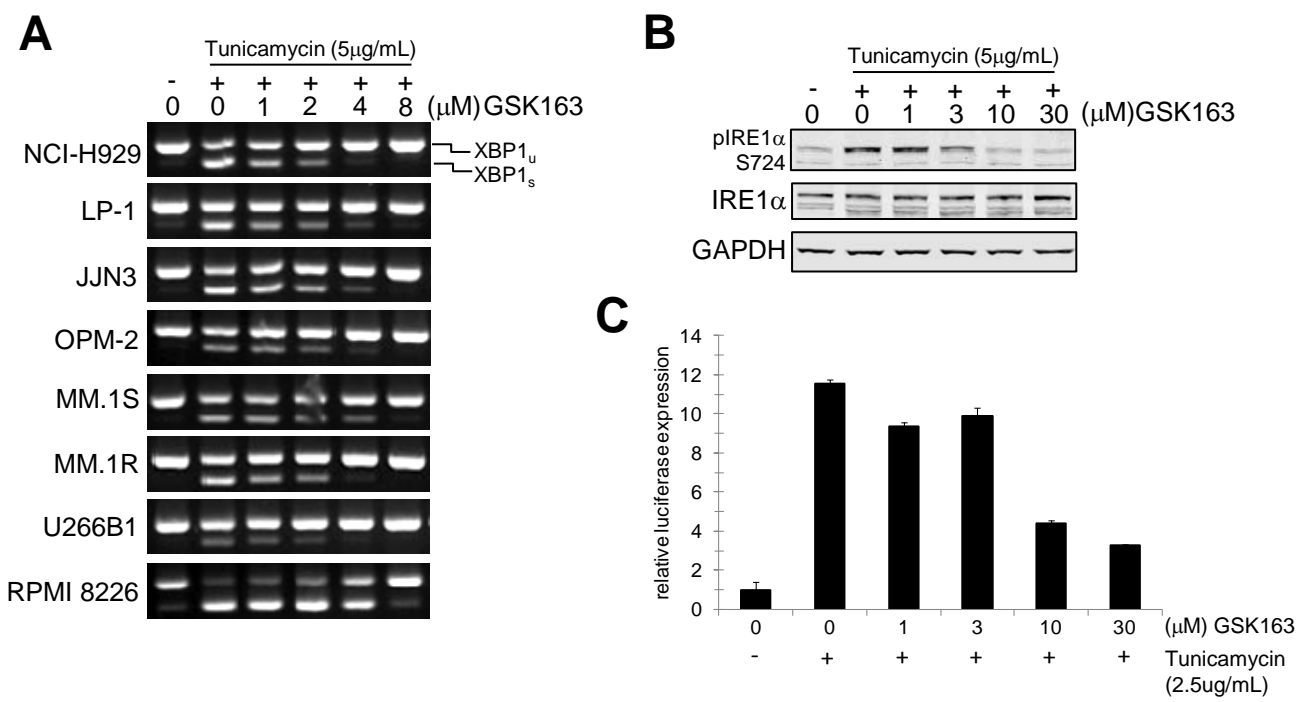 A
Tunicamycin (5μg/mL)
- + + + + +
0 0 1 2 4 8 (μM)GSK163
NCI-H929
XBP1u
XBP1s
LP-1
JJN3
OPM-2
MM.1S
MM.1R
U266B1
RPMI 8226
B
Tunicamycin (5μg/mL)
- + + + + +
0 0 1 3 10 30 (μM)GSK163
pIRE1α
S724
IRE1α
GAPDH
C
relative luciferase expression
14
12
10
8
6
4
2
0
0 0 1 3 10 30 (μM) GSK163
- + + + + + Tunicamycin
(2.5ug/mL)